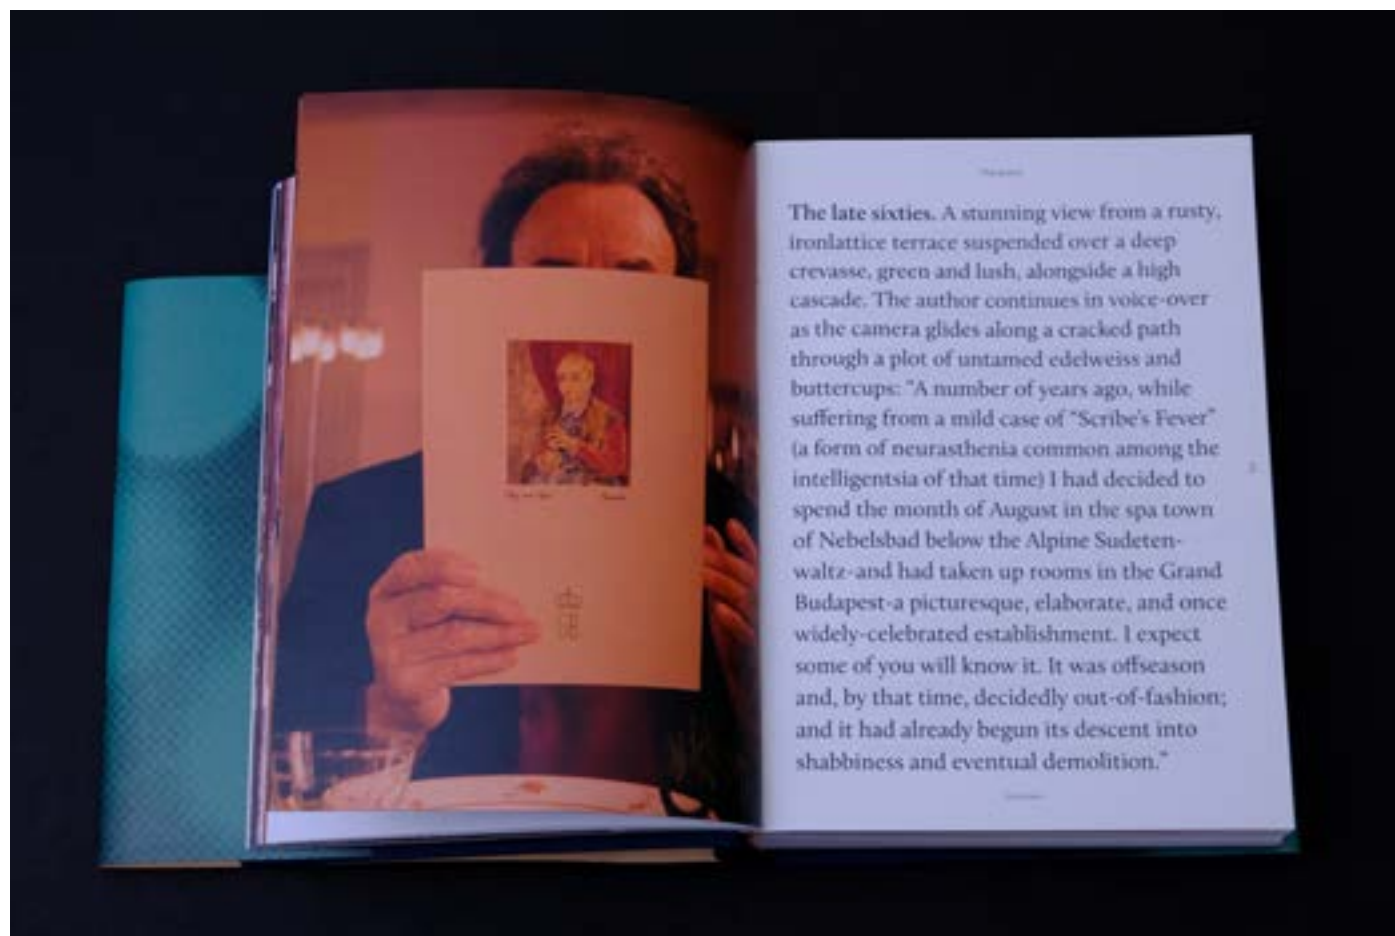 The late sixties. A stunning view from a rusty,
ironlattice terrace suspended over a deep
crevasse, green and lush, alongside a high
cascade. The author continues in voice-over
as the camera glides along a cracked path
through a plot of untamed edelweiss and
buttercups: "A number of years ago, while
suffering from a mild case of "Scribe's Fever"
(a form of neurasthenia common among the
intelligentsia of that time) I had decided to
spend the month of August in the spa town
of Nebelsbad below the Alpine Sudeten-
waltz-and had taken up rooms in the Grand
Budapest-a picturesque, elaborate, and once
widely-celebrated establishment. I expect
some of you will know it. It was offseason
and, by that time, decidedly out-of-fashion;
and it had already begun its descent into
shabbiness and eventual demolition."